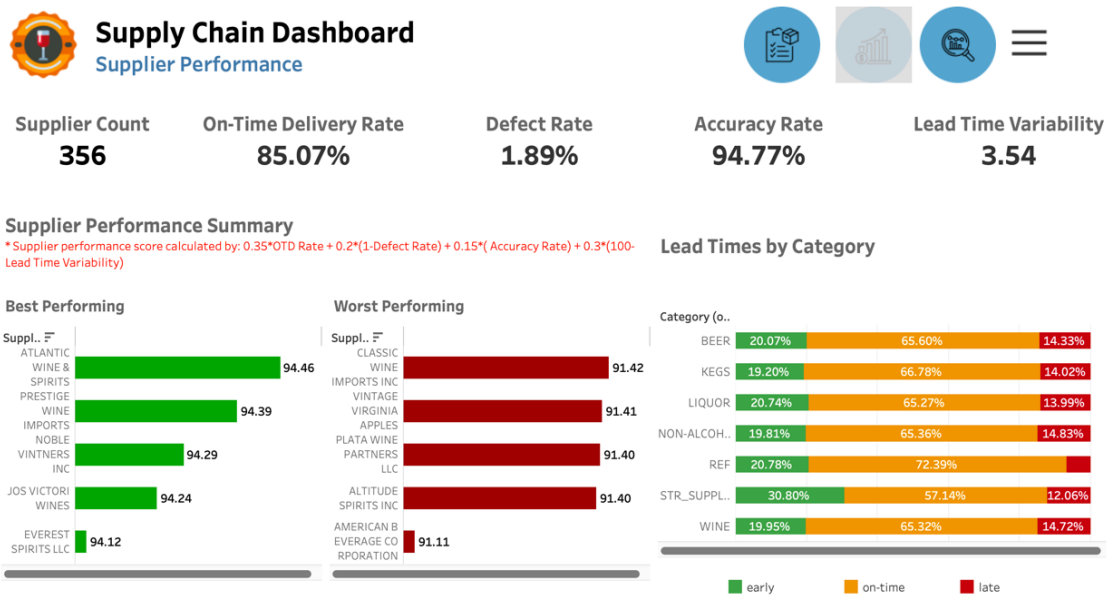 Supply Chain Dashboard
Supplier Performance
Supplier Count
356
On-Time Delivery Rate
85.07%
Defect Rate
1.89%
Accuracy Rate
94.77%
Lead Time Variability
3.54
Supplier Performance Summary
* Supplier performance score calculated by: 0.35*OTD Rate + 0.2*(1-Defect Rate) + 0.15*( Accuracy Rate) + 0.3*(100-
Lead Time Variability)
Best Performing
Suppl..
ATLANTIC
WINE &
SPIRITS
94.46
PRESTIGE
WINE
IMPORTS
94.39
NOBLE
VINTNERS
INC
94.29
JOS VICTORI
WINES
94.24
EVEREST
SPIRITS LLC
94.12
Worst Performing
Suppl..
CLASSIC
WINE
IMPORTS INC
91.42
VINTAGE
VIRGINIA
APPLES
91.41
PLATA WINE
PARTNERS
LLC
91.40
ALTITUDE
SPIRITS INC
91.40
AMERICAN B
EVERAGE CO
RPORATION
91.11
Lead Times by Category
Category (o..
BEER 20.07% 65.60% 14.33%
KEGS 19.20% 66.78% 14.02%
LIQUOR 20.74% 65.27% 13.99%
NON-ALCOH.. 19.81% 65.36% 14.83%
REF 20.78% 72.39%
STR_SUPPL.. 30.80% 57.14% 12.06%
WINE 19.95% 65.32% 14.72%
early on-time late